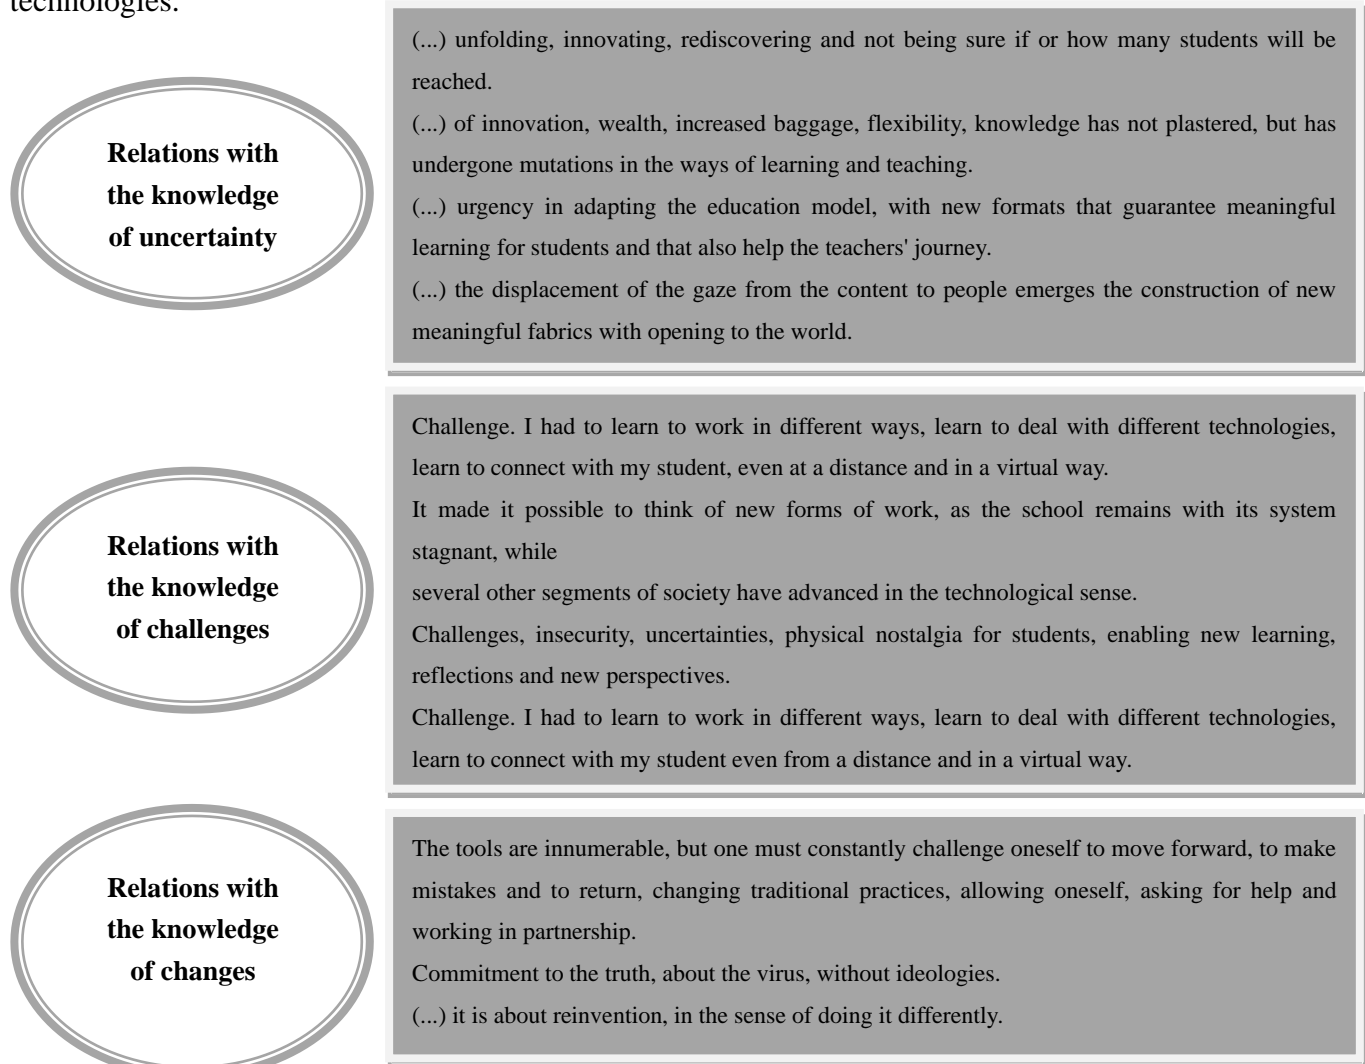 technologies.
(...) unfolding, innovating, rediscovering and not being sure if or how many students will be
reached.
(...) of innovation, wealth, increased baggage, flexibility, knowledge has not plastered, but has
undergone mutations in the ways of learning and teaching.
(...) urgency in adapting the education model, with new formats that guarantee meaningful
learning for students and that also help the teachers' journey.
(...) the displacement of the gaze from the content to people emerges the construction of new
meaningful fabrics with opening to the world.
Relations with
the knowledge
of uncertainty
Challenge. I had to learn to work in different ways, learn to deal with different technologies,
learn to connect with my student, even at a distance and in a virtual way.
It made it possible to think of new forms of work, as the school remains with its system
stagnant, while
several other segments of society have advanced in the technological sense.
Challenges, insecurity, uncertainties, physical nostalgia for students, enabling new learning,
reflections and new perspectives.
Challenge. I had to learn to work in different ways, learn to deal with different technologies,
learn to connect with my student even from a distance and in a virtual way.
Relations with
the knowledge
of challenges
The tools are innumerable, but one must constantly challenge oneself to move forward, to make
mistakes and to return, changing traditional practices, allowing oneself, asking for help and
working in partnership.
Commitment to the truth, about the virus, without ideologies.
(...) it is about reinvention, in the sense of doing it differently.
Relations with
the knowledge
of changes